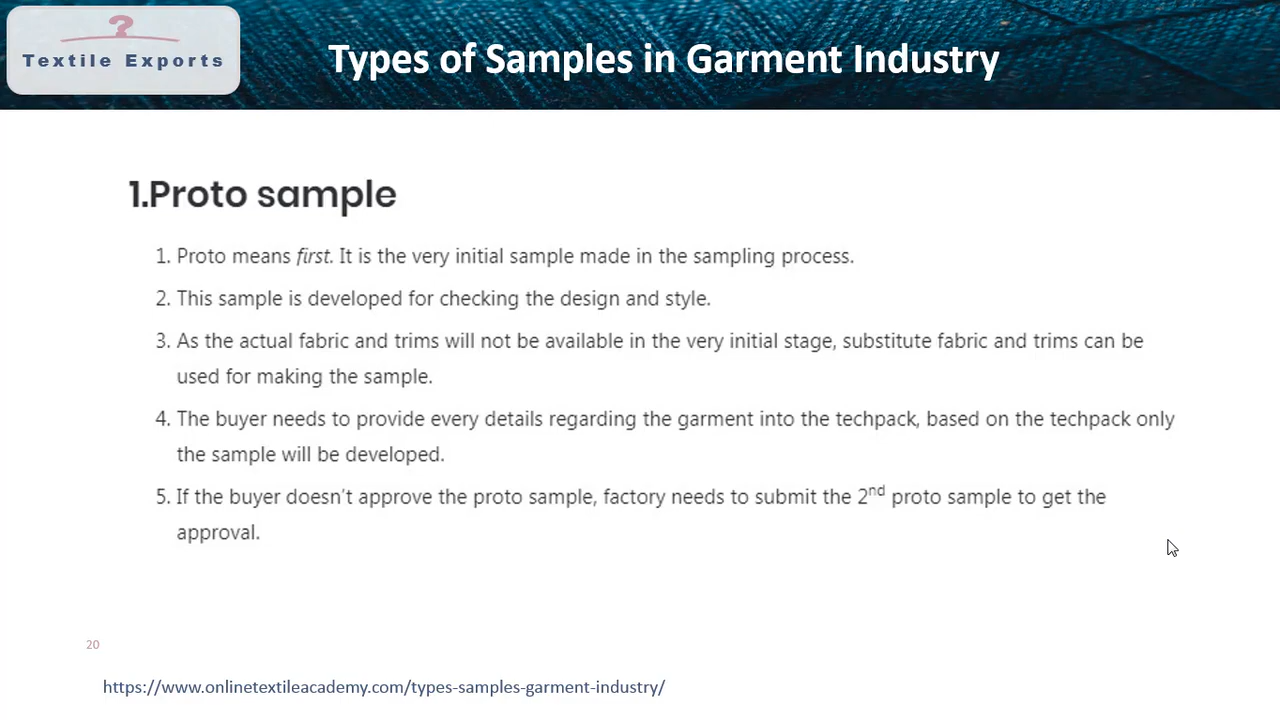 Textile Exports
Types of Samples in Garment Industry
1.Proto sample
1. Proto means first. It is the very initial sample made in the sampling process.
2. This sample is developed for checking the design and style.
3. As the actual fabric and trims will not be available in the very initial stage, substitute fabric and trims can be
used for making the sample.
4. The buyer needs to provide every details regarding the garment into the techpack, based on the techpack only
the sample will be developed.
5. If the buyer doesn’t approve the proto sample, factory needs to submit the 2nd proto sample to get the
approval.
20
https://www.onlinetextileacademy.com/types-samples-garment-industry/